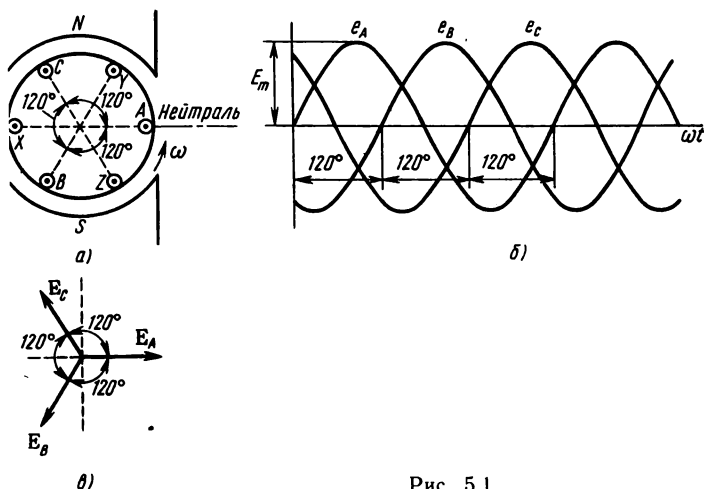 N
C
Y
120°
120°
A
Нейтраль
X
120°
ω
B
Z
S
а)
e_A
e_B
e_C
E_m
ωt
120°
120°
120°
б)
E_C
120°
120°
E_A
120°
E_B
в)
Рис. 5.1